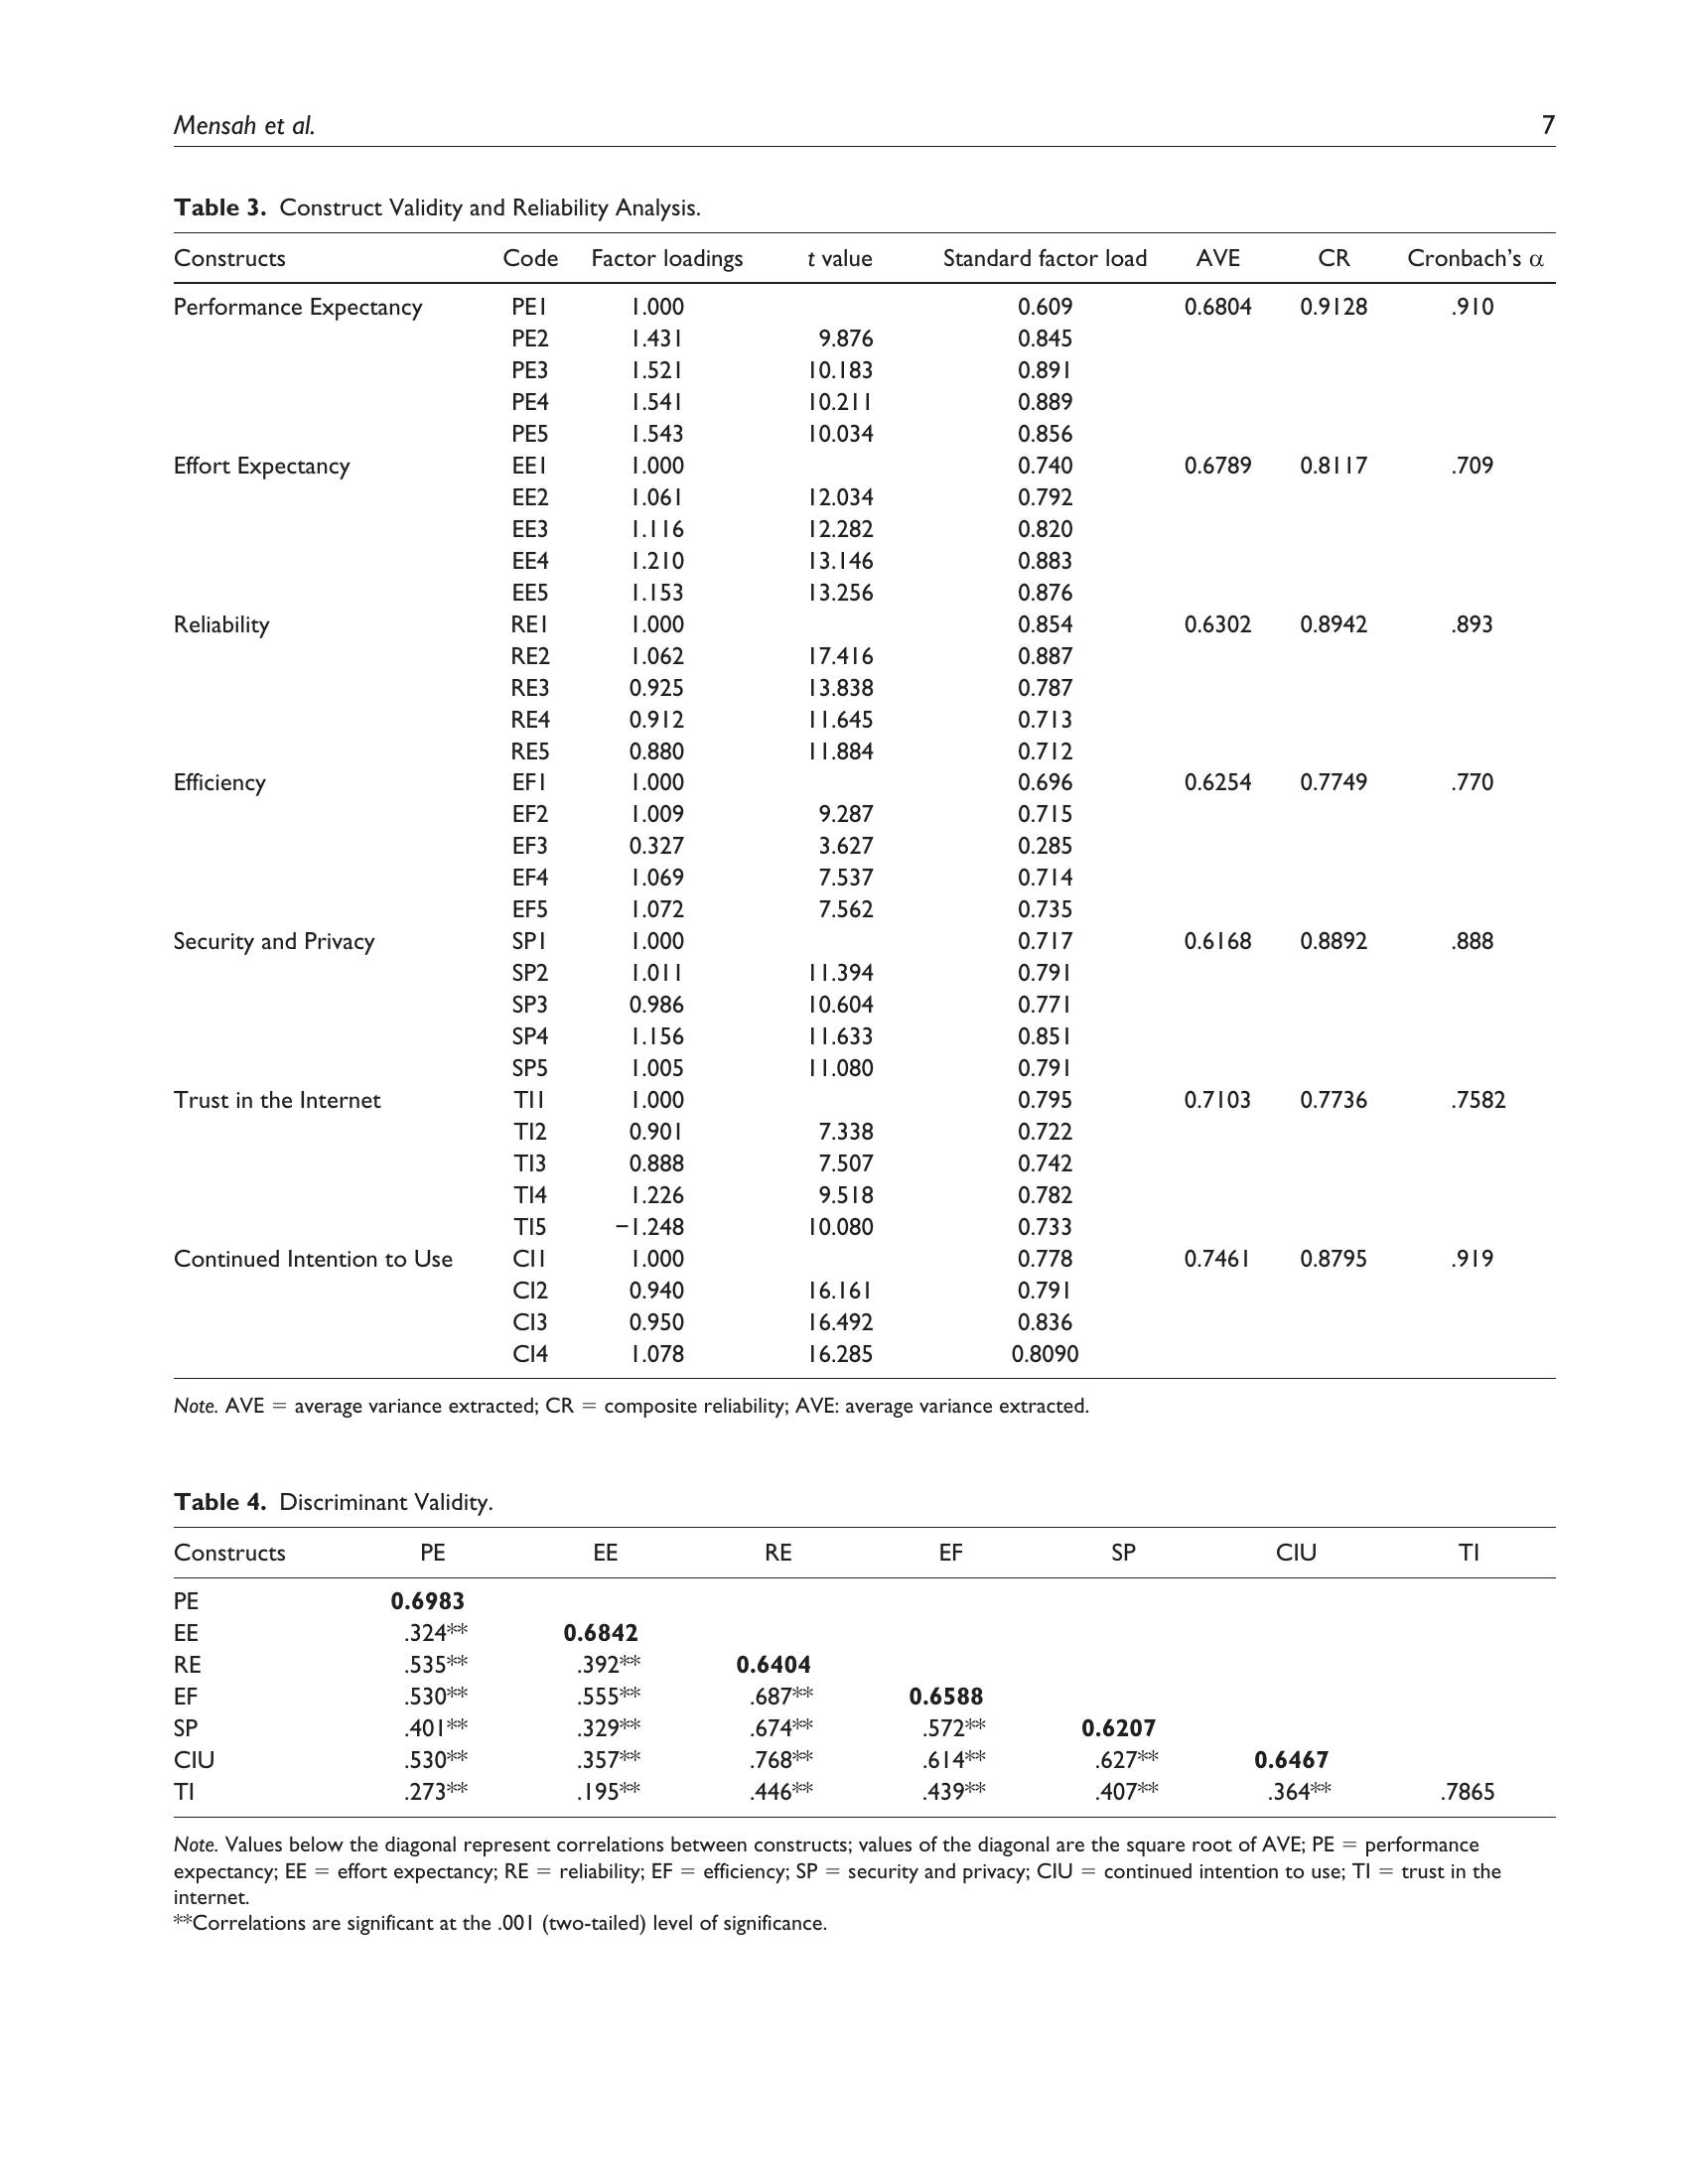 Mensah et al. 7
Table 3. Construct Validity and Reliability Analysis.
Constructs Code Factor loadings t value Standard factor load AVE CR Cronbach's α
Performance Expectancy PE1 1.000 0.609 0.6804 0.9128 .910
PE2 1.431 9.876 0.845
PE3 1.521 10.183 0.891
PE4 1.541 10.211 0.889
PE5 1.543 10.034 0.856
Effort Expectancy EE1 1.000 0.740 0.6789 0.8117 .709
EE2 1.061 12.034 0.792
EE3 1.116 12.282 0.820
EE4 1.210 13.146 0.883
EE5 1.153 13.256 0.876
Reliability RE1 1.000 0.854 0.6302 0.8942 .893
RE2 1.062 17.416 0.887
RE3 0.925 13.838 0.787
RE4 0.912 11.645 0.713
RE5 0.880 11.884 0.712
Efficiency EF1 1.000 0.696 0.6254 0.7749 .770
EF2 1.009 9.287 0.715
EF3 0.327 3.627 0.285
EF4 1.069 7.537 0.714
EF5 1.072 7.562 0.735
Security and Privacy SP1 1.000 0.717 0.6168 0.8892 .888
SP2 1.011 11.394 0.791
SP3 0.986 10.604 0.771
SP4 1.156 11.633 0.851
SP5 1.005 11.080 0.791
Trust in the Internet TI1 1.000 0.795 0.7103 0.7736 .7582
TI2 0.901 7.338 0.722
TI3 0.888 7.507 0.742
TI4 1.226 9.518 0.782
TI5 −1.248 10.080 0.733
Continued Intention to Use CI1 1.000 0.778 0.7461 0.8795 .919
CI2 0.940 16.161 0.791
CI3 0.950 16.492 0.836
CI4 1.078 16.285 0.8090
Note. AVE = average variance extracted; CR = composite reliability; AVE: average variance extracted.
Table 4. Discriminant Validity.
Constructs PE EE RE EF SP CIU TI
PE 0.6983
EE .324** 0.6842
RE .535** .392** 0.6404
EF .530** .555** .687** 0.6588
SP .401** .329** .674** .572** 0.6207
CIU .530** .357** .768** .614** .627** 0.6467
TI .273** .195** .446** .439** .407** .364** .7865
Note. Values below the diagonal represent correlations between constructs; values of the diagonal are the square root of AVE; PE = performance
expectancy; EE = effort expectancy; RE = reliability; EF = efficiency; SP = security and privacy; CIU = continued intention to use; TI = trust in the
internet.
**Correlations are significant at the .001 (two-tailed) level of significance.